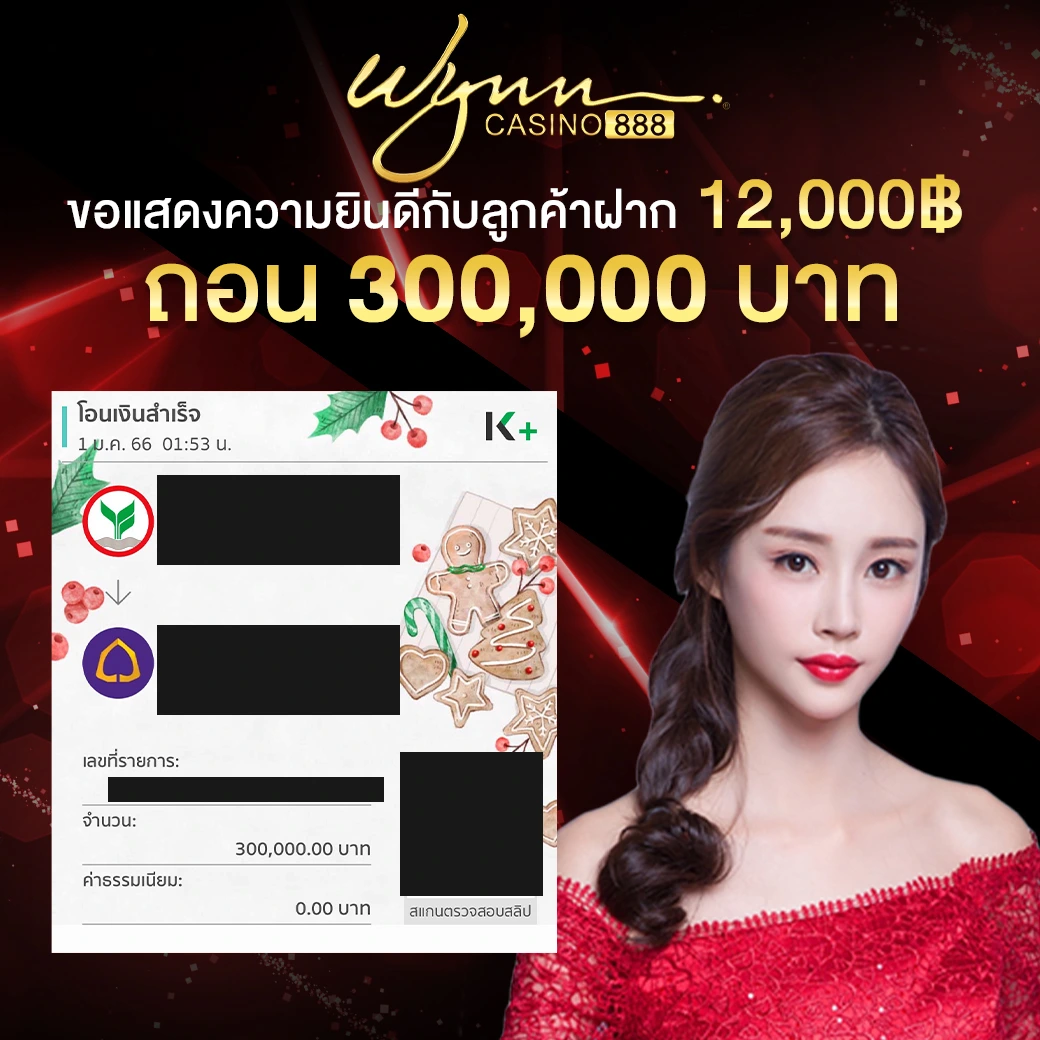 Wynn
CASINO 888
ขอแสดงความยินดีกับลูกค้าฝาก 12,000฿
ถอน 300,000 บาท
โอนเงินสำเร็จ
1 ม.ค. 66 01:53 น.
K+
เลขที่รายการ:
จำนวน:
300,000.00 บาท
ค่าธรรมเนียม:
0.00 บาท
สแกนตรวจสอบสลิป